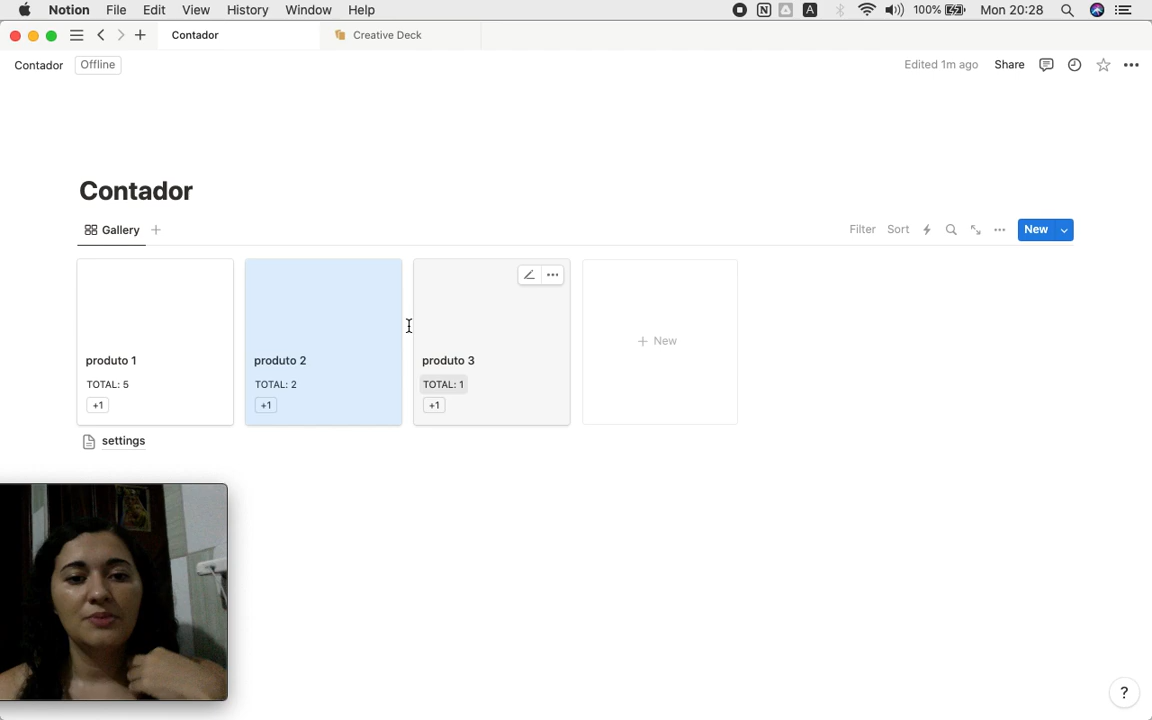 Notion File Edit View History Window Help 100% Mon 20:28
Contador Creative Deck
Contador Offline Edited 1m ago Share
Contador
Gallery Filter Sort New
produto 1
TOTAL: 5
+1
produto 2
TOTAL: 2
+1
produto 3
TOTAL: 1
+1
+ New
settings
?